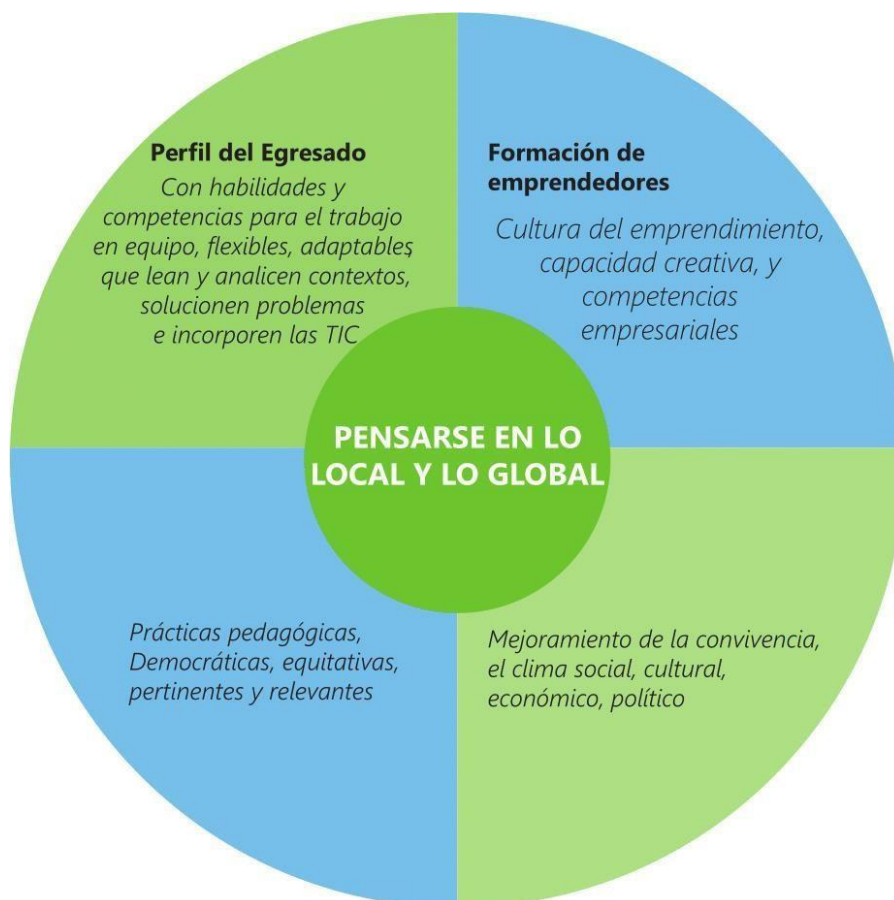 Perfil del Egresado
Con habilidades y
competencias para el trabajo
en equipo, flexibles, adaptables,
que lean y analicen contextos,
solucionen problemas
e incorporen las TIC
Formación de
emprendedores
Cultura del emprendimiento,
capacidad creativa, y
competencias
empresariales
PENSARSE EN LO
LOCAL Y LO GLOBAL
Prácticas pedagógicas,
Democráticas, equitativas,
pertinentes y relevantes
Mejoramiento de la convivencia,
el clima social, cultural,
económico, político